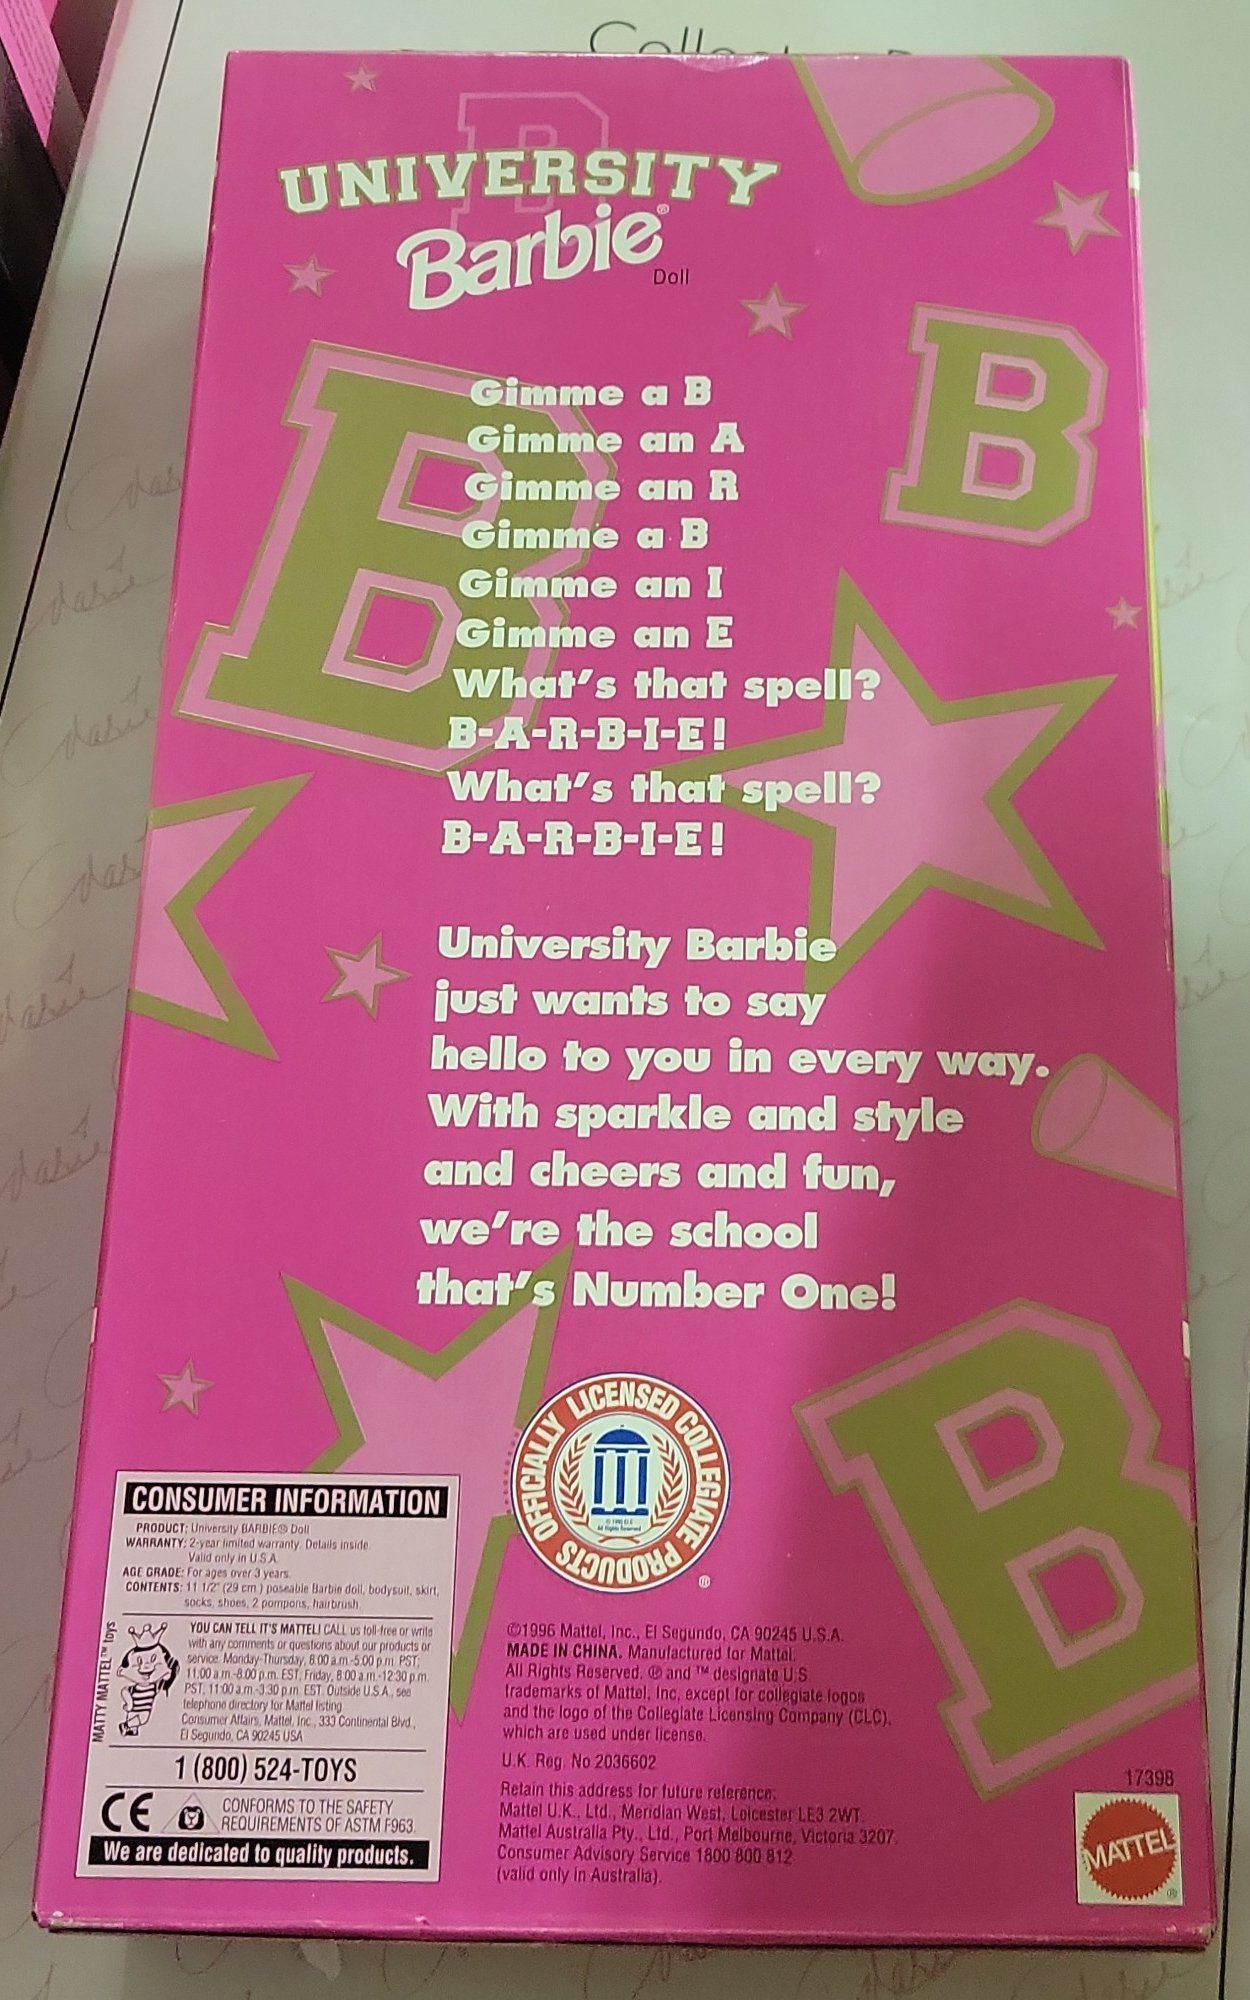 UNIVERSITY
Barbie®
Doll
Gimme a B
Gimme an A
Gimme an R
Gimme a B
Gimme an I
Gimme an E
What's that spell?
B-A-R-B-I-E!
What's that spell?
B-A-R-B-I-E!
University Barbie
just wants to say
hello to you in every way.
With sparkle and style
and cheers and fun,
we're the school
that's Number One!
OFFICIALLY LICENSED COLLEGIATE PRODUCTS
®
CONSUMER INFORMATION
PRODUCT: University BARBIE® Doll
WARRANTY: 2-year limited warranty. Details inside.
Valid only in U.S.A.
AGE GRADE: For ages over 3 years.
CONTENTS: 11 1/2" (29 cm ) poseable Barbie doll, bodysuit, skirt,
socks, shoes, 2 pompons, hairbrush.
MATTY MATTEL™ toys
YOU CAN TELL IT'S MATTEL! CALL us toll-free or write
with any comments or questions about our products or
service. Monday-Thursday, 8:00 a.m.-5:00 p.m. PST;
11:00 a.m.-8:00 p.m. EST, Friday, 8:00 a.m.-12:30 p.m.
PST, 11:00 a.m.-3:30 p.m. EST. Outside U.S.A., see
telephone directory for Mattel listing
Consumer Affairs, Mattel, Inc., 333 Continental Blvd.,
El Segundo, CA 90245 USA
1 (800) 524-TOYS
CE
CONFORMS TO THE SAFETY
REQUIREMENTS OF ASTM F963.
We are dedicated to quality products.
©1996 Mattel, Inc., El Segundo, CA 90245 U.S.A.
MADE IN CHINA. Manufactured for Mattel.
All Rights Reserved. ® and ™ designate U.S.
trademarks of Mattel, Inc. except for collegiate logos
and the logo of the Collegiate Licensing Company (CLC),
which are used under license.
U.K. Reg. No 2036602
Retain this address for future reference:
Mattel U.K., Ltd., Meridian West, Leicester LE3 2WT.
Mattel Australia Pty., Ltd., Port Melbourne, Victoria 3207.
Consumer Advisory Service 1800 800 812
(valid only in Australia).
17398
MATTEL
®
B
B
B
B